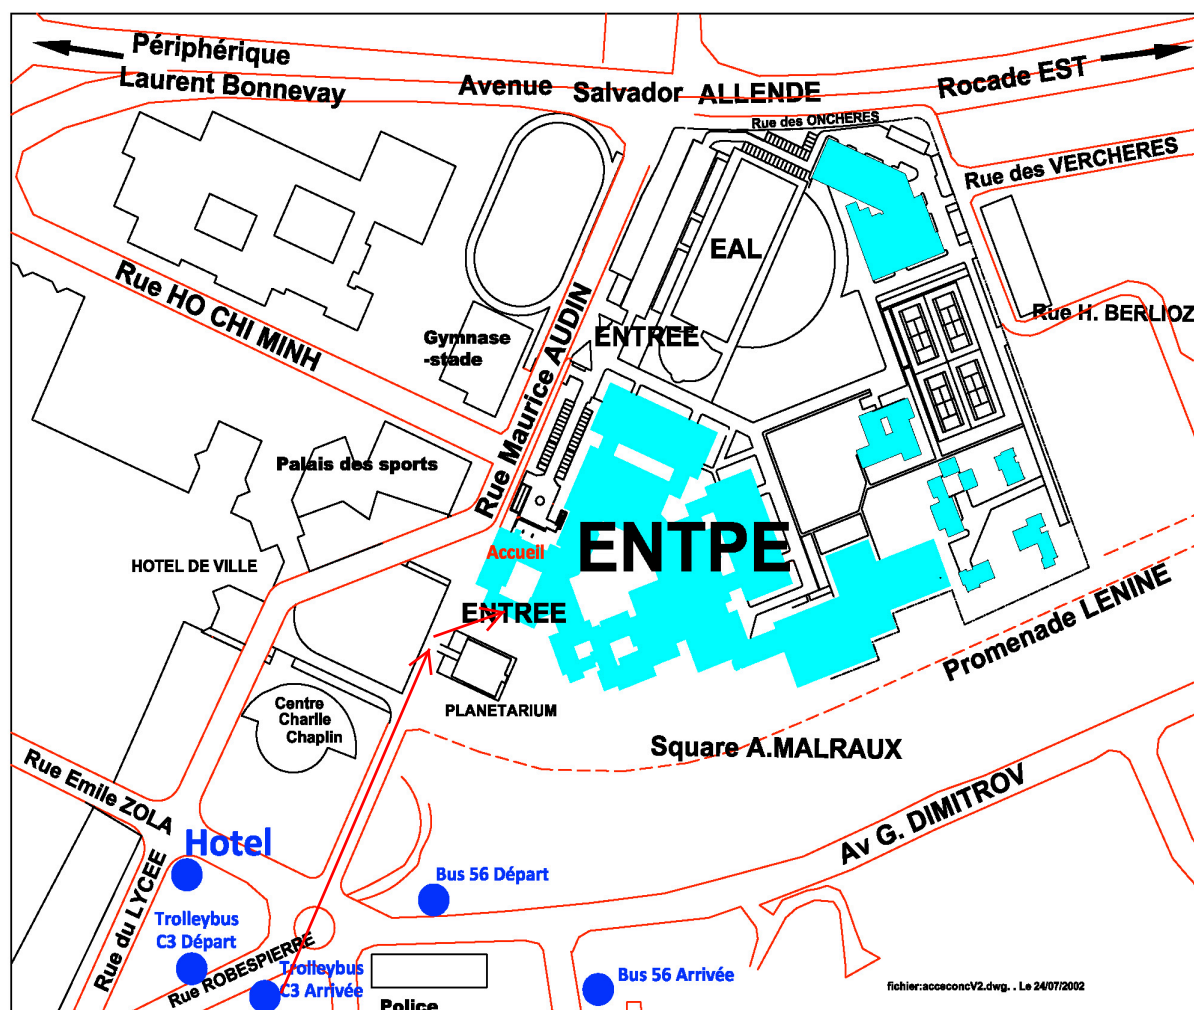 Périphérique
Laurent Bonnevay
Avenue Salvador ALLENDE
Rocade EST
Rue des ONCHERES
Rue des VERCHERES
EAL
Rue HO CHI MINH
Gymnase
-stade
Rue Maurice AUDIN
ENTREE
Rue H. BERLIOZ
Palais des sports
HOTEL DE VILLE
Accueil
ENTPE
ENTREE
Promenade LENINE
PLANETARIUM
Centre
Charlie
Chaplin
Square A.MALRAUX
Rue Emile ZOLA
Av G. DIMITROV
Hotel
Bus 56 Départ
Rue du LYCEE
Trolleybus
C3 Départ
Rue ROBESPIERRE
Trolleybus
C3 Arrivée
Bus 56 Arrivée
Police
fichier:acceconcV2.dwg. . Le 24/07/2002